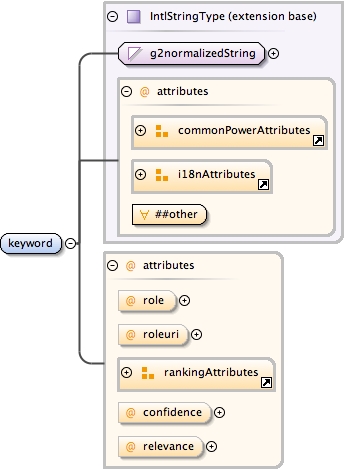 IntlStringType (extension base)
g2normalizedString
@ attributes
commonPowerAttributes
i18nAttributes
##other
keyword
@ attributes
@ role
@ roleuri
rankingAttributes
@ confidence
@ relevance